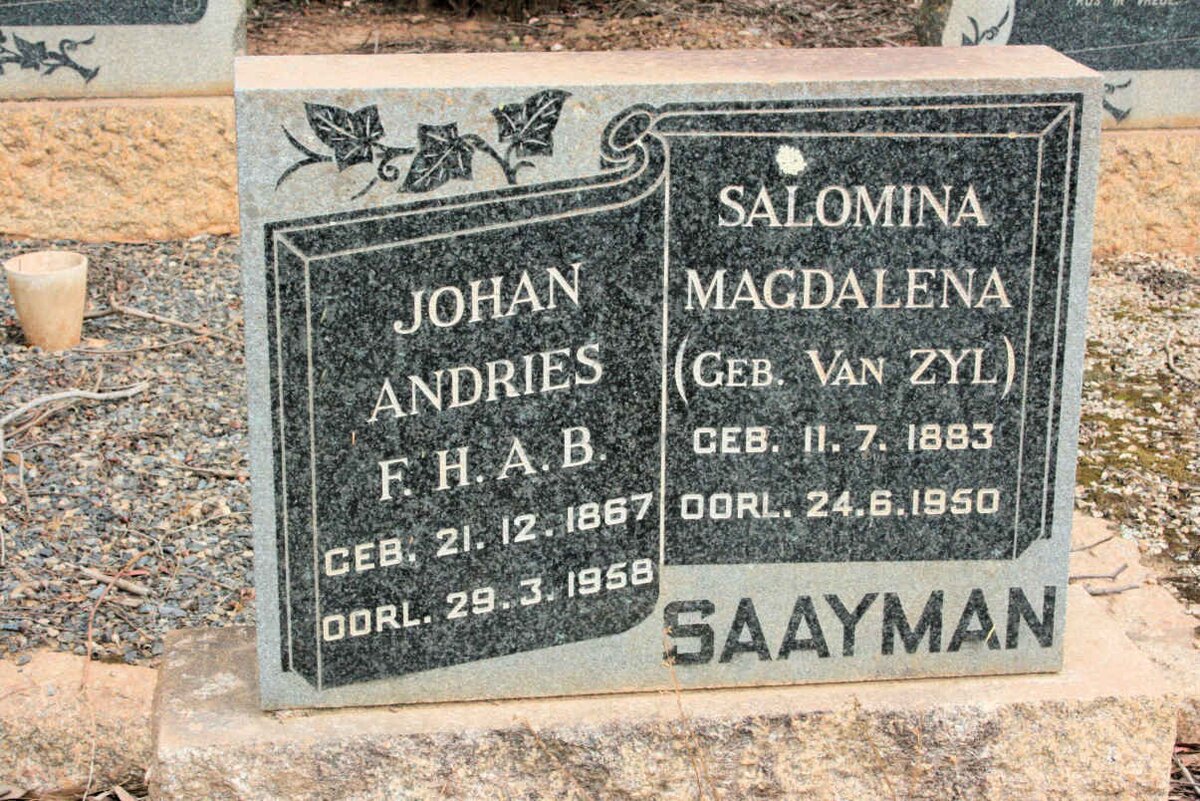 JOHAN
ANDRIES
F. H. A. B.
GEB. 21. 12. 1867
OORL. 29. 3. 1958
SALOMINA
MAGDALENA
(GEB. VAN ZYL)
GEB. 11. 7. 1883
OORL. 24. 6. 1950
SAAYMAN